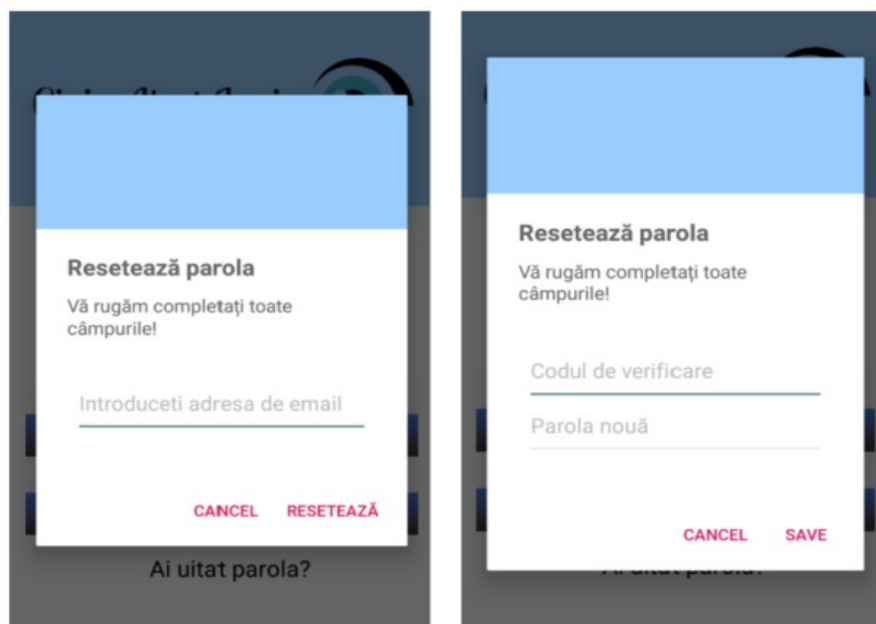 Resetează parola
Vă rugăm completați toate
câmpurile!
Introduceti adresa de email
CANCEL RESETEAZĂ
Ai uitat parola?
Resetează parola
Vă rugăm completați toate
câmpurile!
Codul de verificare
Parola nouă
CANCEL SAVE